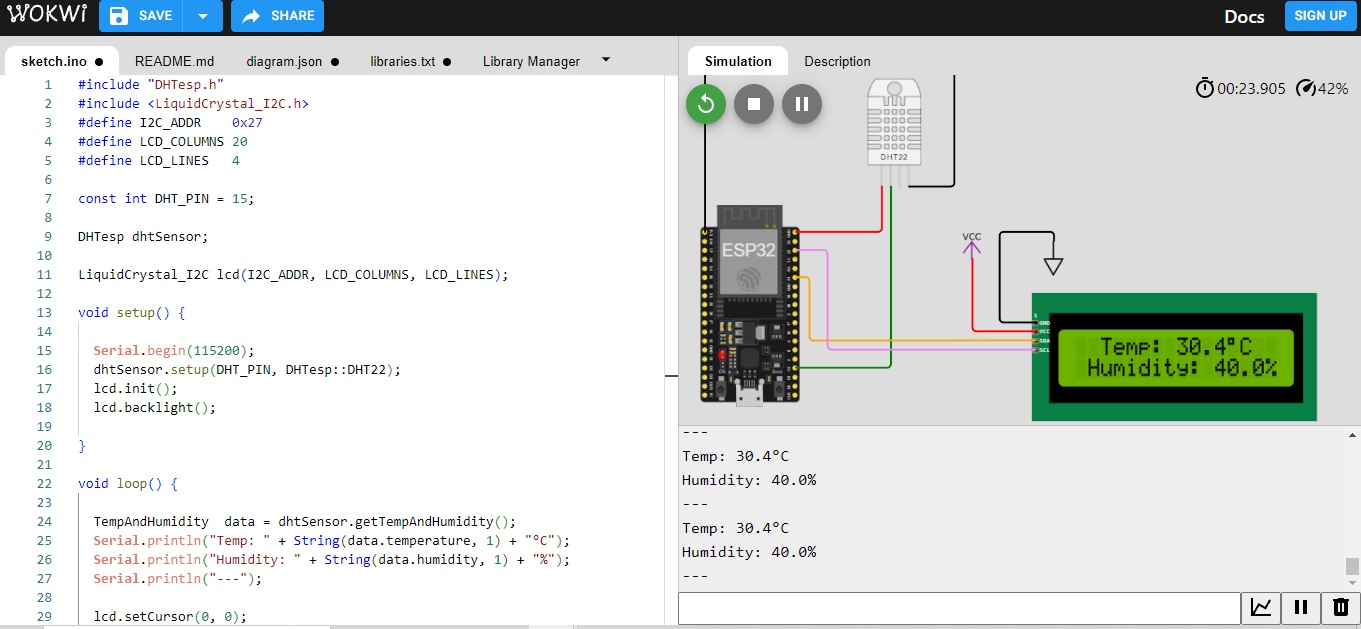 WOKWi
SAVE
SHARE
Docs
SIGN UP
sketch.ino ●
README.md
diagram.json ●
libraries.txt ●
Library Manager
1 #include "DHTesp.h"
2 #include <LiquidCrystal_I2C.h>
3 #define I2C_ADDR    0x27
4 #define LCD_COLUMNS 20
5 #define LCD_LINES   4
6
7 const int DHT_PIN = 15;
8
9 DHTesp dhtSensor;
10
11 LiquidCrystal_I2C lcd(I2C_ADDR, LCD_COLUMNS, LCD_LINES);
12
13 void setup() {
14
15   Serial.begin(115200);
16   dhtSensor.setup(DHT_PIN, DHTesp::DHT22);
17   lcd.init();
18   lcd.backlight();
19
20 }
21
22 void loop() {
23
24   TempAndHumidity  data = dhtSensor.getTempAndHumidity();
25   Serial.println("Temp: " + String(data.temperature, 1) + "°C");
26   Serial.println("Humidity: " + String(data.humidity, 1) + "%");
27   Serial.println("---");
28
29   lcd.setCursor(0, 0);
Simulation
Description
00:23.905
42%
DHT22
ESP32
VCC
1
GND
VCC
SDA
SCL
Temp: 30.4°C
Humidity: 40.0%
---
Temp: 30.4°C
Humidity: 40.0%
---
Temp: 30.4°C
Humidity: 40.0%
---